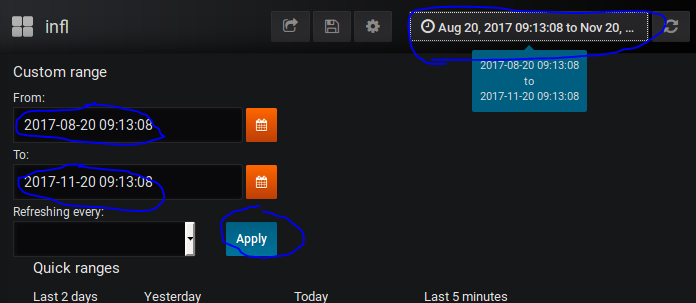 infl
Aug 20, 2017 09:13:08 to Nov 20, ...
2017-08-20 09:13:08
to
2017-11-20 09:13:08
Custom range
From:
2017-08-20 09:13:08
To:
2017-11-20 09:13:08
Refreshing every:
Apply
Quick ranges
Last 2 days Yesterday Today Last 5 minutes